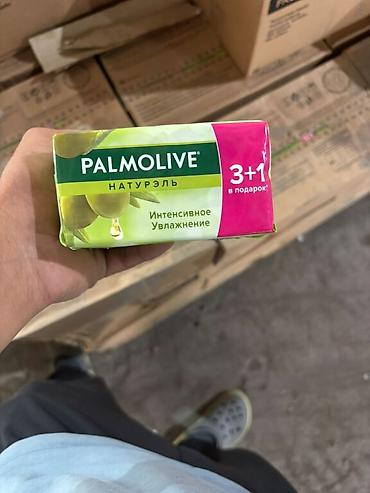 PALMOLIVE®
НАТУРЭЛЬ
Интенсивное
Увлажнение
3+1
в подарок*